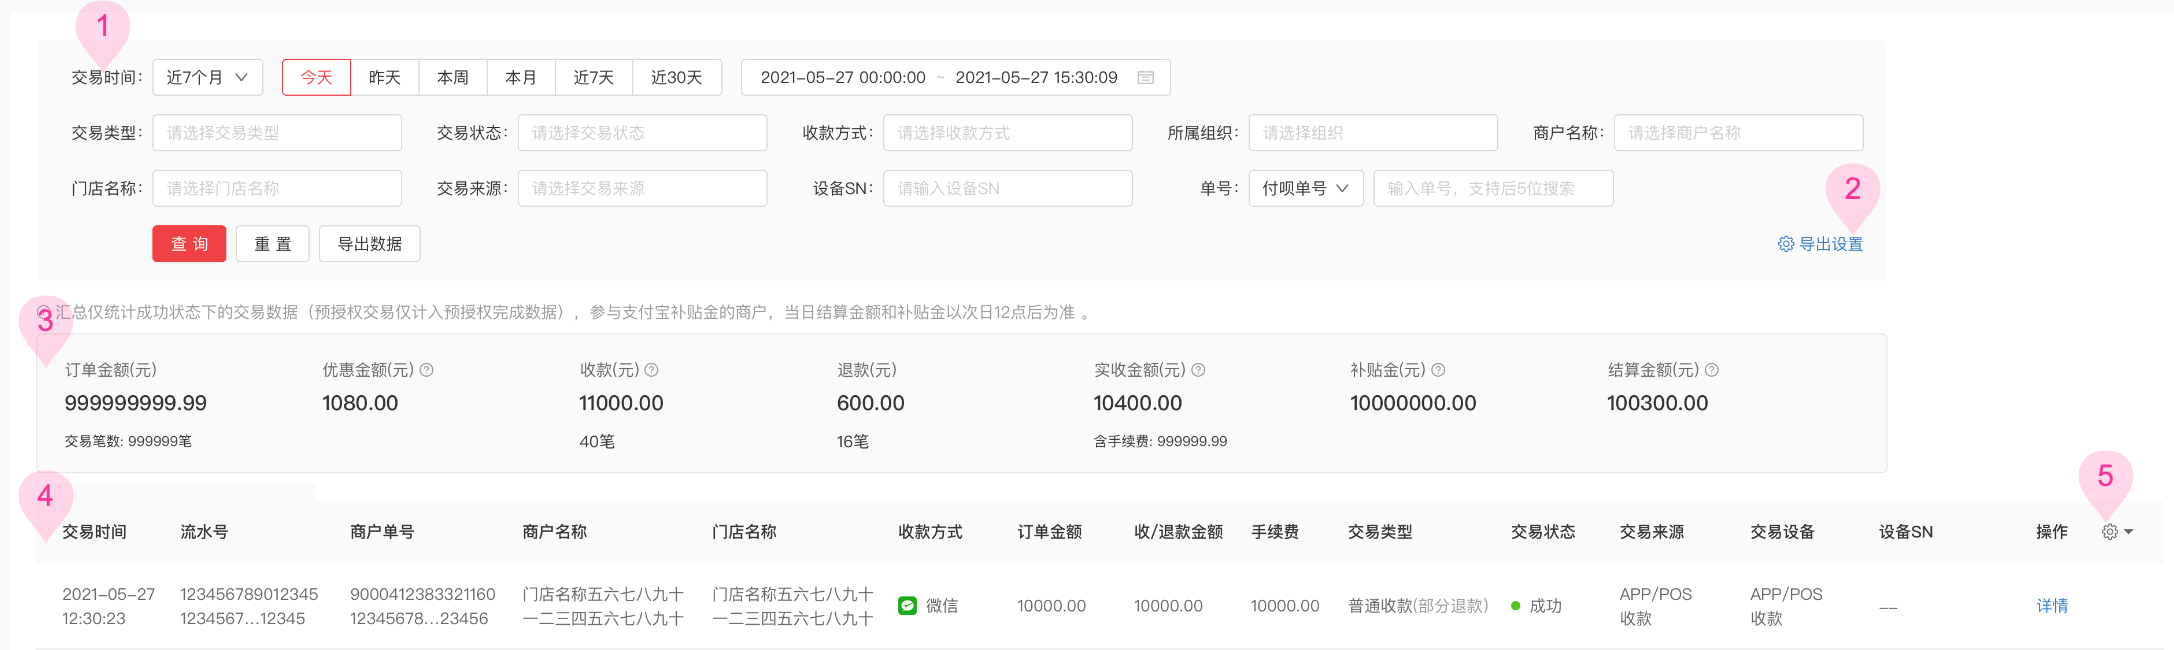 1
交易时间： 近7个月 今天 昨天 本周 本月 近7天 近30天 2021-05-27 00:00:00 ~ 2021-05-27 15:30:09
交易类型： 请选择交易类型 交易状态： 请选择交易状态 收款方式： 请选择收款方式 所属组织： 请选择组织 商户名称： 请选择商户名称
门店名称： 请选择门店名称 交易来源： 请选择交易来源 设备SN： 请输入设备SN 单号： 付呗单号 输入单号，支持后5位搜索
2
查 询 重 置 导出数据 导出设置
3
汇总仅统计成功状态下的交易数据（预授权交易仅计入预授权完成数据），参与支付宝补贴金的商户，当日结算金额和补贴金以次日12点后为准 。
订单金额(元) 优惠金额(元) 收款(元) 退款(元) 实收金额(元) 补贴金(元) 结算金额(元)
999999999.99 1080.00 11000.00 600.00 10400.00 10000000.00 100300.00
交易笔数: 999999笔 40笔 16笔 含手续费: 999999.99
4
5
交易时间 流水号 商户单号 商户名称 门店名称 收款方式 订单金额 收/退款金额 手续费 交易类型 交易状态 交易来源 交易设备 设备SN 操作
2021-05-27 123456789012345 9000412383321160 门店名称五六七八九十 门店名称五六七八九十 APP/POS APP/POS
微信 10000.00 10000.00 10000.00 普通收款(部分退款) 成功 -- 详情
12:30:23 1234567...12345 12345678...23456 一二三四五六七八九十 一二三四五六七八九十 收款 收款